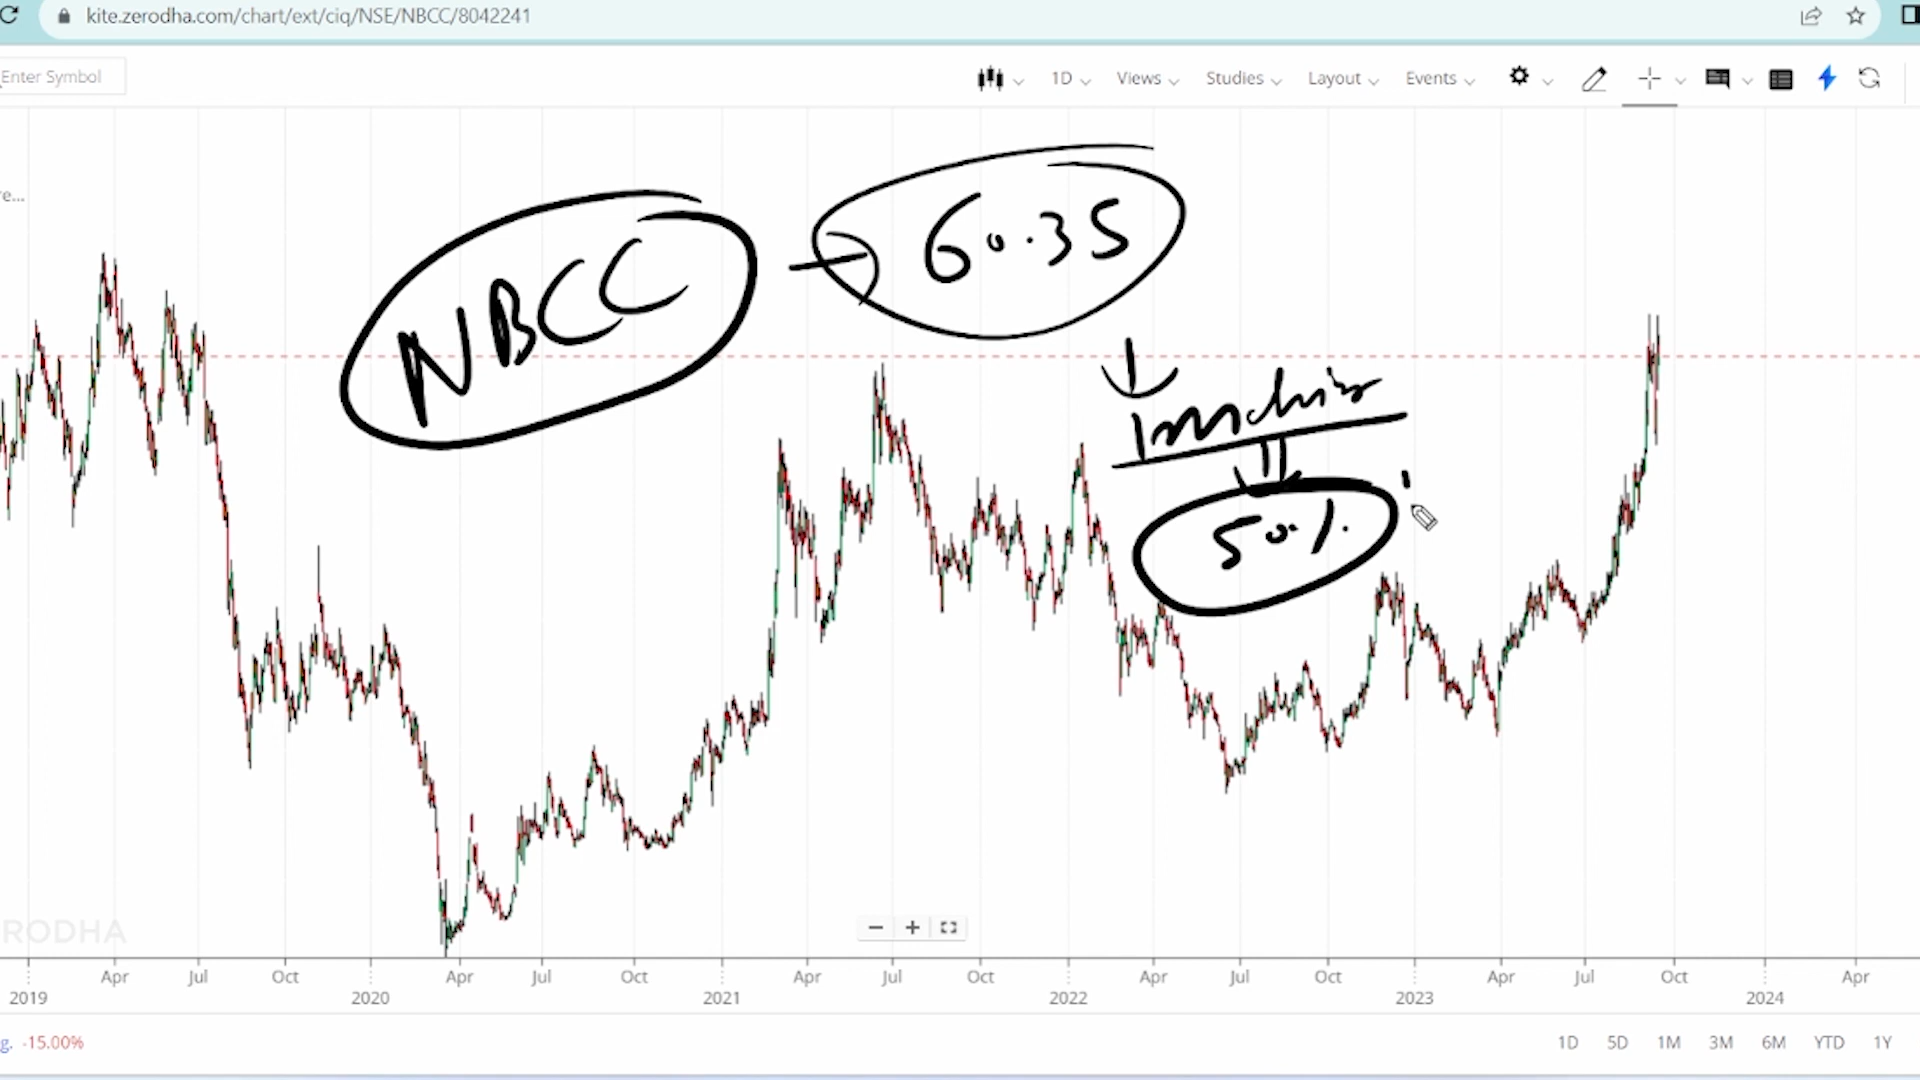 kite.zerodha.com/chart/ext/ciq/NSE/NBCC/8042241
Enter Symbol
1D Views Studies Layout Events
re...
NBCC → 60.35
50%
RODHA
Apr Jul Oct Apr Jul Oct Apr Jul Oct Apr Jul Oct Apr Jul Oct Apr
2019 2020 2021 2022 2023 2024
g. -15.00% 1D 5D 1M 3M 6M YTD 1Y